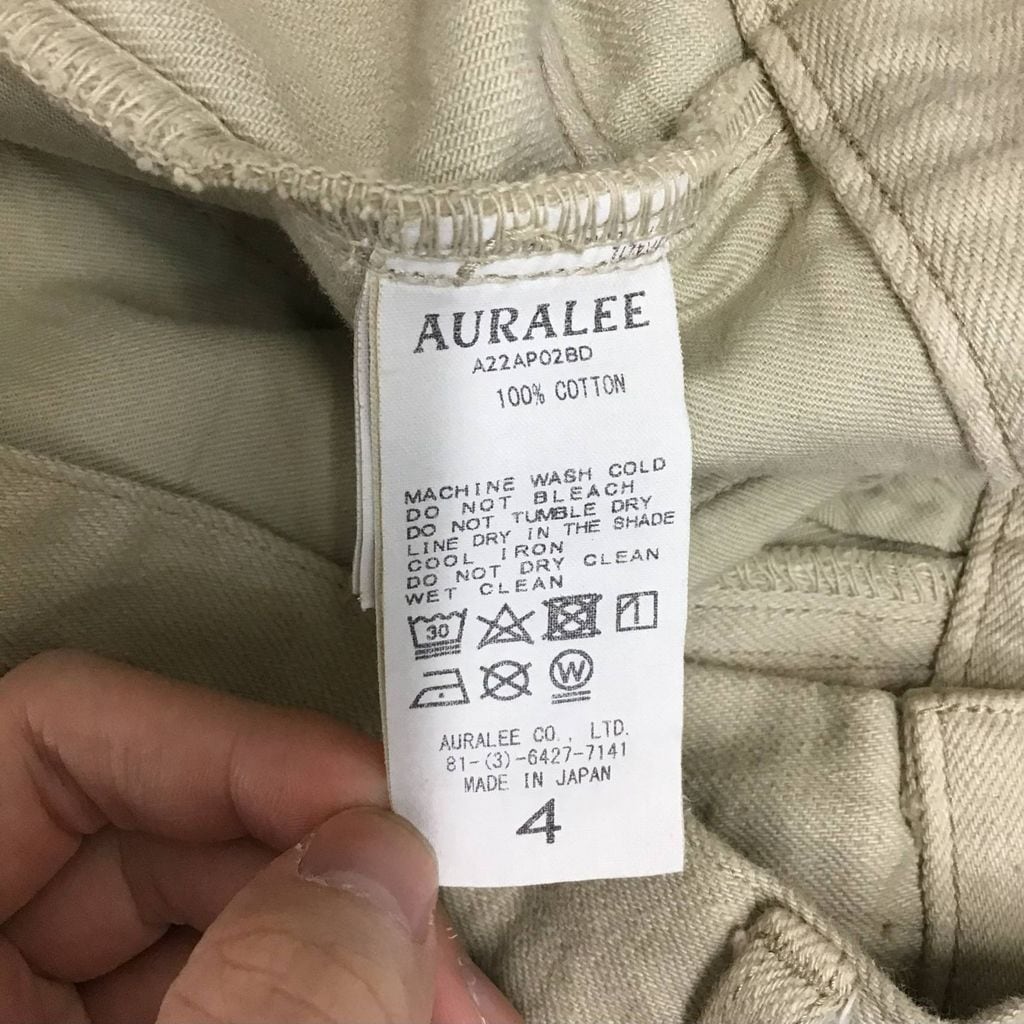 AURALEE
A22AP02BD
100% COTTON
MACHINE WASH COLD
DO NOT BLEACH
DO NOT TUMBLE DRY
LINE DRY IN THE SHADE
COOL IRON
DO NOT DRY CLEAN
WET CLEAN
30
W
AURALEE CO., LTD.
81-(3)-6427-7141
MADE IN JAPAN
4